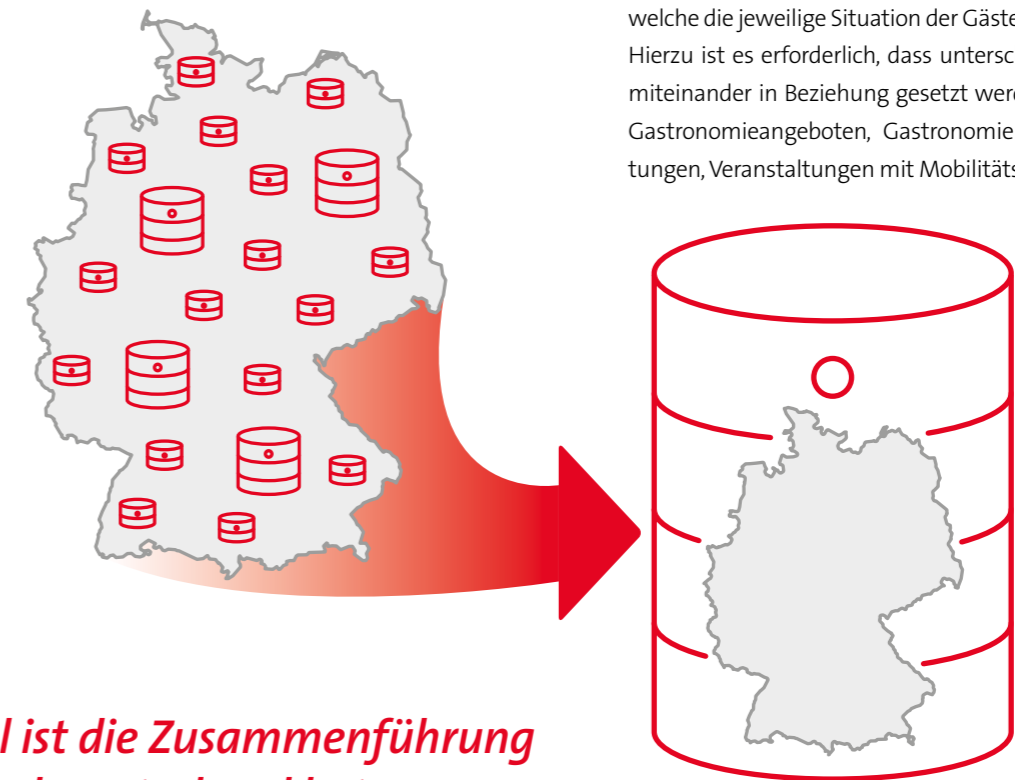 welche die jeweilige Situation der Gäste
Hierzu ist es erforderlich, dass untersc
miteinander in Beziehung gesetzt werd
Gastronomieangeboten, Gastronomie
tungen, Veranstaltungen mit Mobilitäts
l ist die Zusammenführung